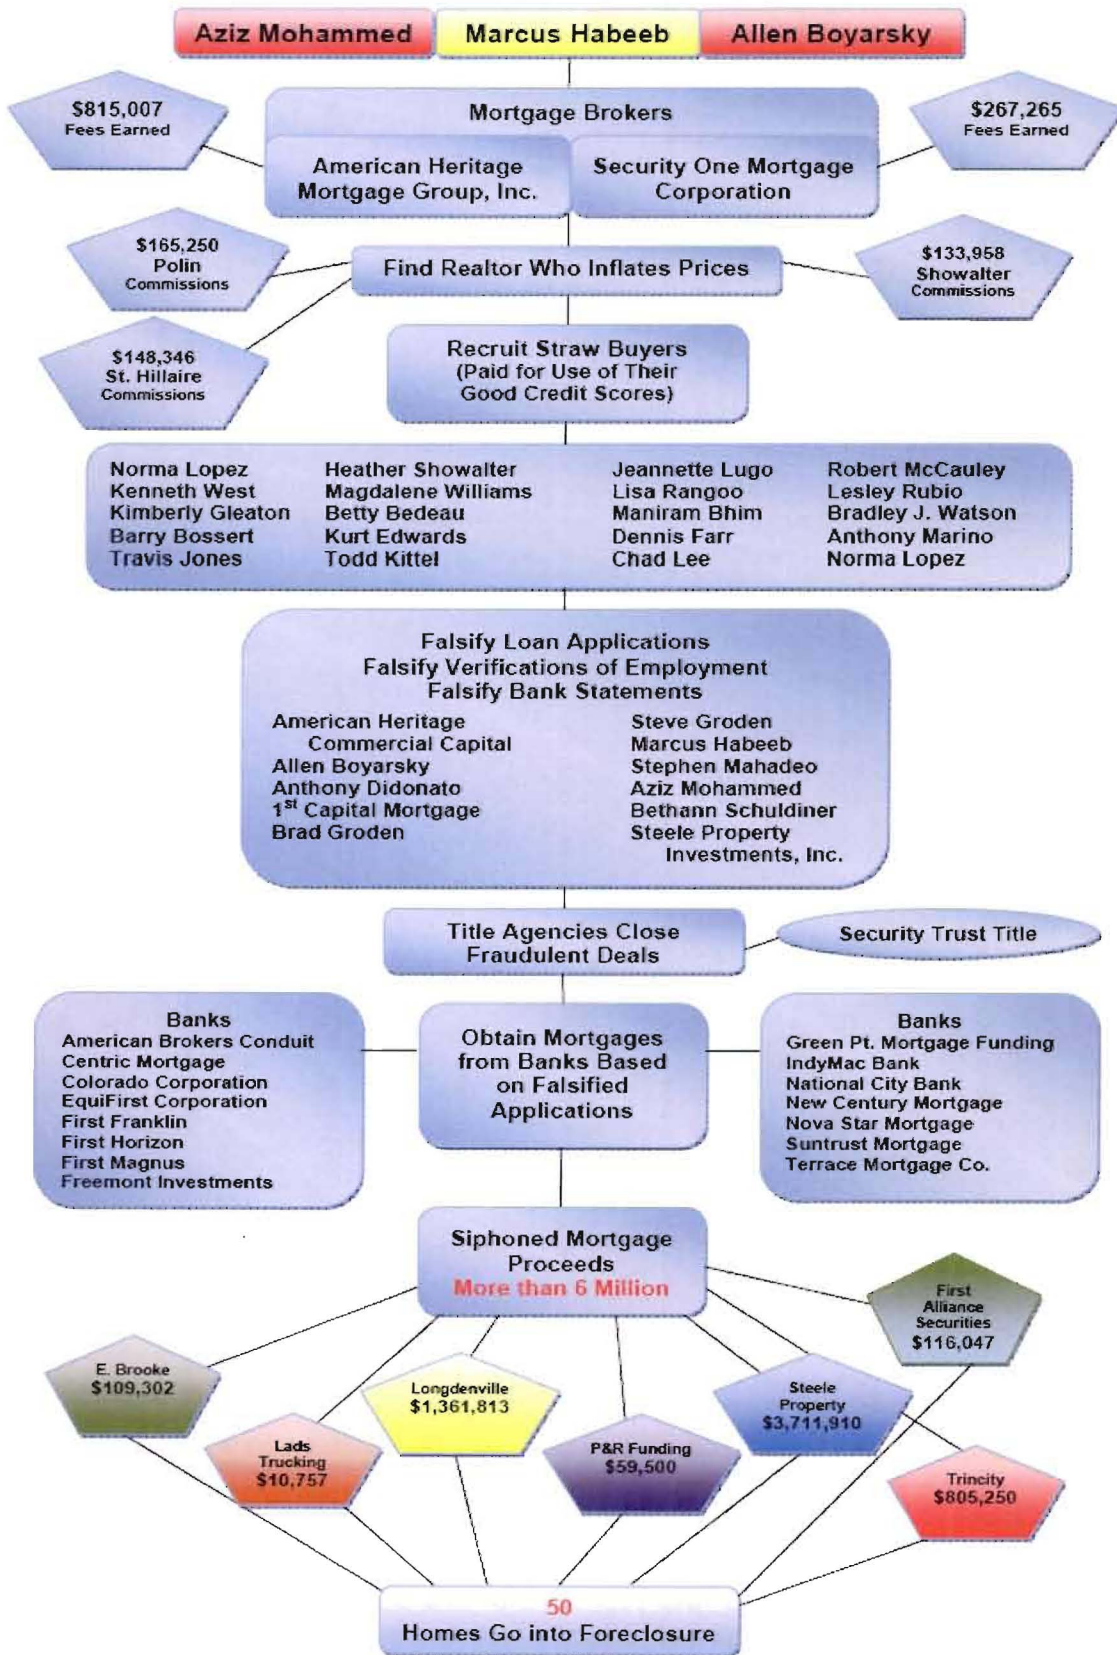 Aziz Mohammed
Marcus Habeeb
Allen Boyarsky
$815,007
Fees Earned
Mortgage Brokers
$267,265
Fees Earned
American Heritage
Mortgage Group, Inc.
Security One Mortgage
Corporation
$165,250
Polin
Commissions
Find Realtor Who Inflates Prices
$133,958
Showalter
Commissions
$148,346
St. Hillaire
Commissions
Recruit Straw Buyers
(Paid for Use of Their
Good Credit Scores)
Norma Lopez
Kenneth West
Kimberly Gleaton
Barry Bossert
Travis Jones
Heather Showalter
Magdalene Williams
Betty Bedeau
Kurt Edwards
Todd Kittel
Jeannette Lugo
Lisa Rangoo
Maniram Bhim
Dennis Farr
Chad Lee
Robert McCauley
Lesley Rubio
Bradley J. Watson
Anthony Marino
Norma Lopez
Falsify Loan Applications
Falsify Verifications of Employment
Falsify Bank Statements
American Heritage
Commercial Capital
Allen Boyarsky
Anthony Didonato
1st Capital Mortgage
Brad Groden
Steve Groden
Marcus Habeeb
Stephen Mahadeo
Aziz Mohammed
Bethann Schuldiner
Steele Property
Investments, Inc.
Title Agencies Close
Fraudulent Deals
Security Trust Title
Banks
American Brokers Conduit
Centric Mortgage
Colorado Corporation
EquiFirst Corporation
First Franklin
First Horizon
First Magnus
Freemont Investments
Obtain Mortgages
from Banks Based
on Falsified
Applications
Banks
Green Pt. Mortgage Funding
IndyMac Bank
National City Bank
New Century Mortgage
Nova Star Mortgage
Suntrust Mortgage
Terrace Mortgage Co.
Siphoned Mortgage
Proceeds
More than 6 Million
First
Alliance
Securities
$116,047
E. Brooke
$109,302
Lads
Trucking
$10,757
Longdenville
$1,361,813
P&R Funding
$59,500
Steele
Property
$3,711,910
Trincity
$805,250
50
Homes Go into Foreclosure